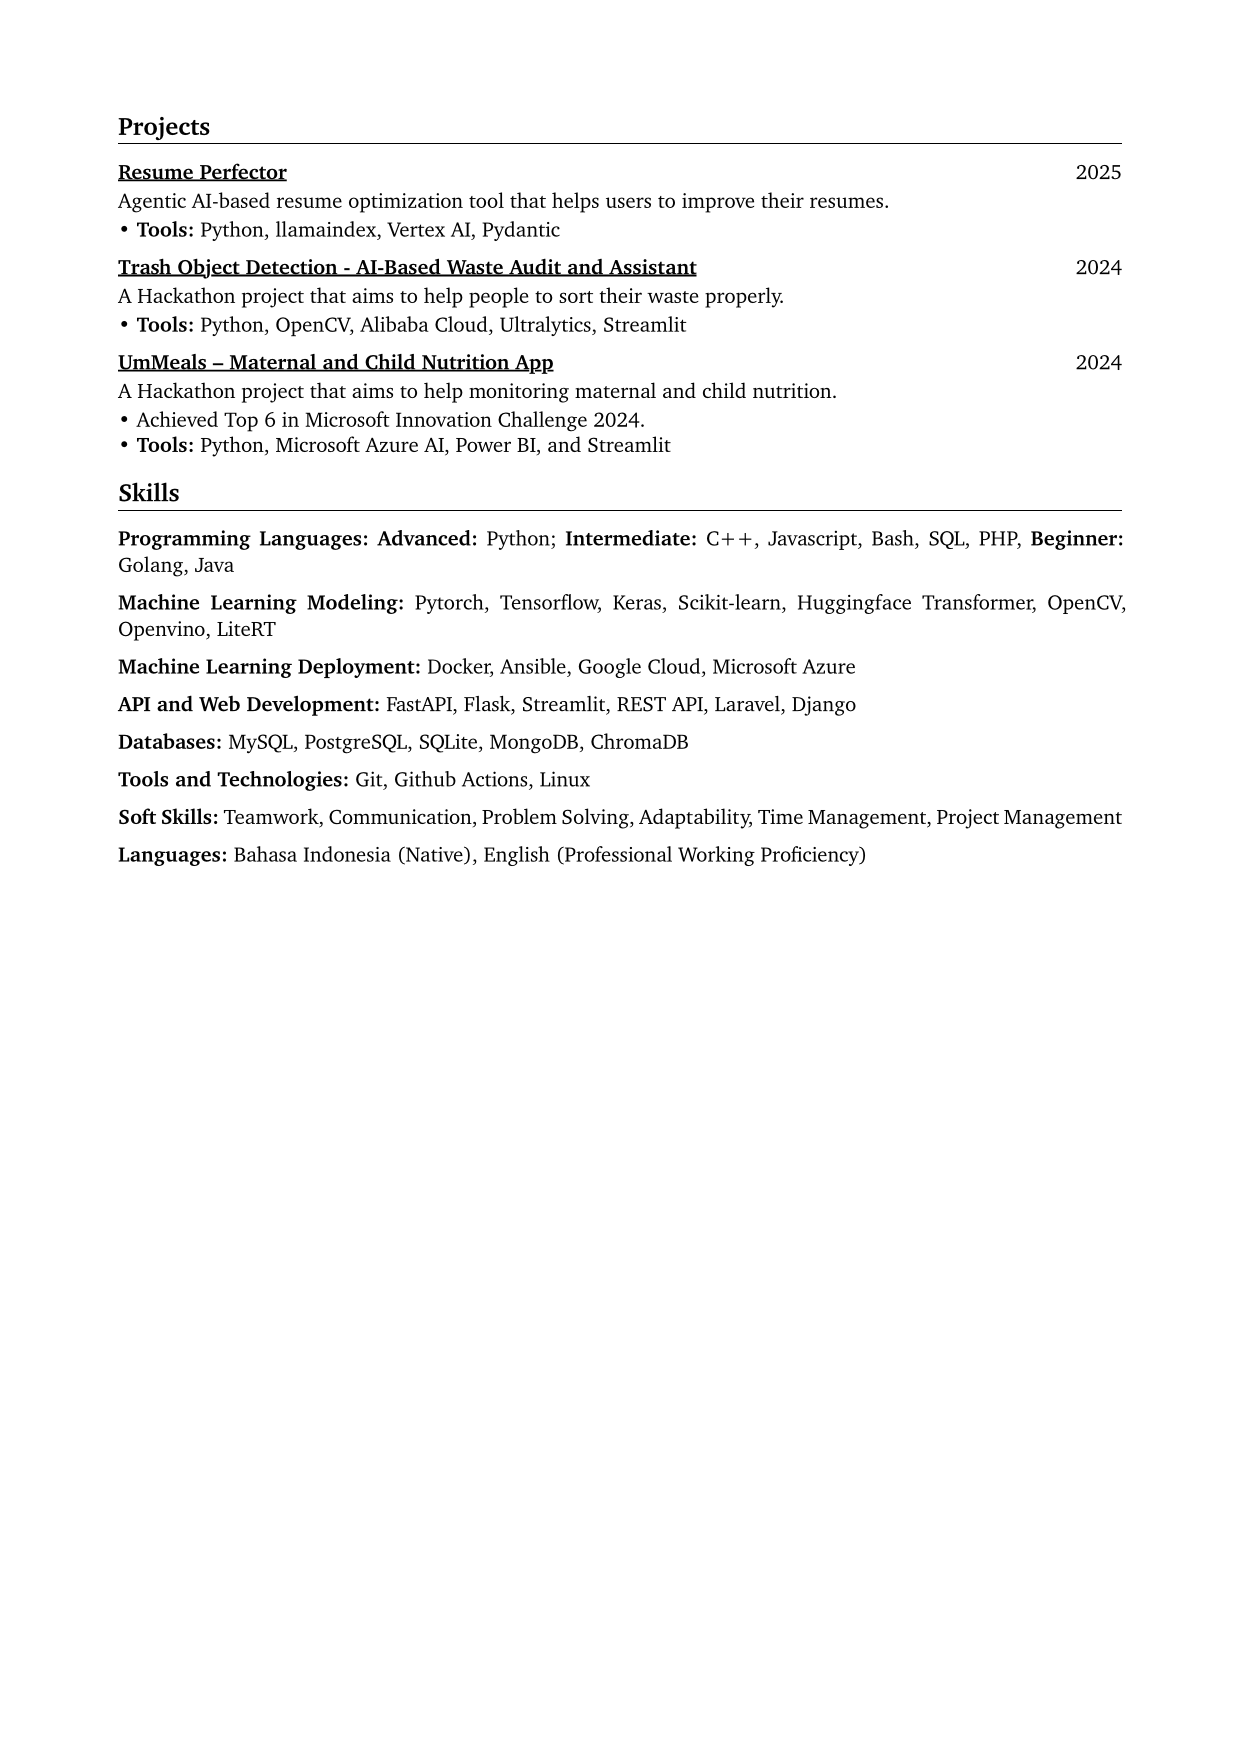 Projects
Resume Perfector 2025
Agentic AI-based resume optimization tool that helps users to improve their resumes.
• Tools: Python, llamaindex, Vertex AI, Pydantic
Trash Object Detection - AI-Based Waste Audit and Assistant 2024
A Hackathon project that aims to help people to sort their waste properly.
• Tools: Python, OpenCV, Alibaba Cloud, Ultralytics, Streamlit
UmMeals – Maternal and Child Nutrition App 2024
A Hackathon project that aims to help monitoring maternal and child nutrition.
• Achieved Top 6 in Microsoft Innovation Challenge 2024.
• Tools: Python, Microsoft Azure AI, Power BI, and Streamlit
Skills
Programming Languages: Advanced: Python; Intermediate: C++, Javascript, Bash, SQL, PHP, Beginner:
Golang, Java
Machine Learning Modeling: Pytorch, Tensorflow, Keras, Scikit-learn, Huggingface Transformer, OpenCV,
Openvino, LiteRT
Machine Learning Deployment: Docker, Ansible, Google Cloud, Microsoft Azure
API and Web Development: FastAPI, Flask, Streamlit, REST API, Laravel, Django
Databases: MySQL, PostgreSQL, SQLite, MongoDB, ChromaDB
Tools and Technologies: Git, Github Actions, Linux
Soft Skills: Teamwork, Communication, Problem Solving, Adaptability, Time Management, Project Management
Languages: Bahasa Indonesia (Native), English (Professional Working Proficiency)